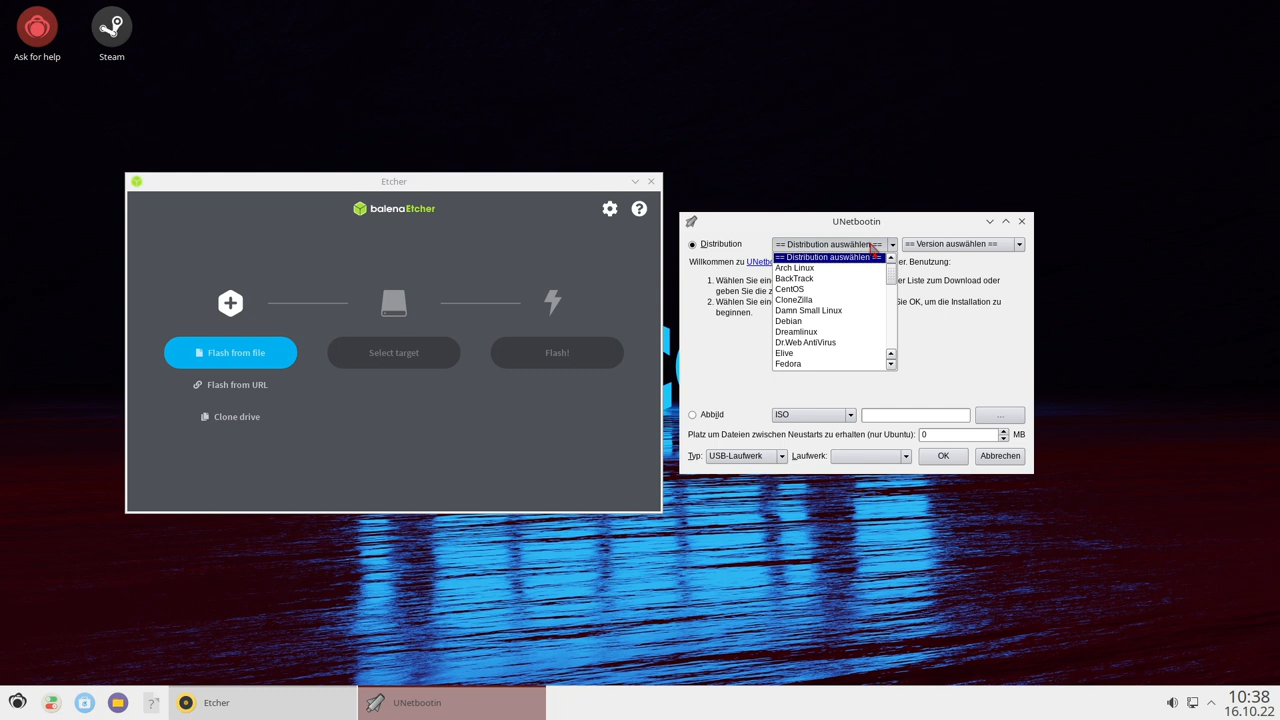 Ask for help
Steam
Etcher
balenaEtcher
Flash from file
Select target
Flash!
Flash from URL
Clone drive
UNetbootin
Distribution
== Distribution auswählen ==
== Version auswählen ==
== Distribution auswählen ==
Arch Linux
BackTrack
CentOS
CloneZilla
Damn Small Linux
Debian
Dreamlinux
Dr.Web AntiVirus
Elive
Fedora
Willkommen zu UNetb er. Benutzung:
1. Wählen Sie ein er Liste zum Download oder
geben Sie die z
2. Wählen Sie ein ie OK, um die Installation zu
beginnen.
Abbild
ISO
...
Platz um Dateien zwischen Neustarts zu erhalten (nur Ubuntu):
0
MB
Typ:
USB-Laufwerk
Laufwerk:
OK
Abbrechen
Etcher
UNetbootin
10:38
16.10.22